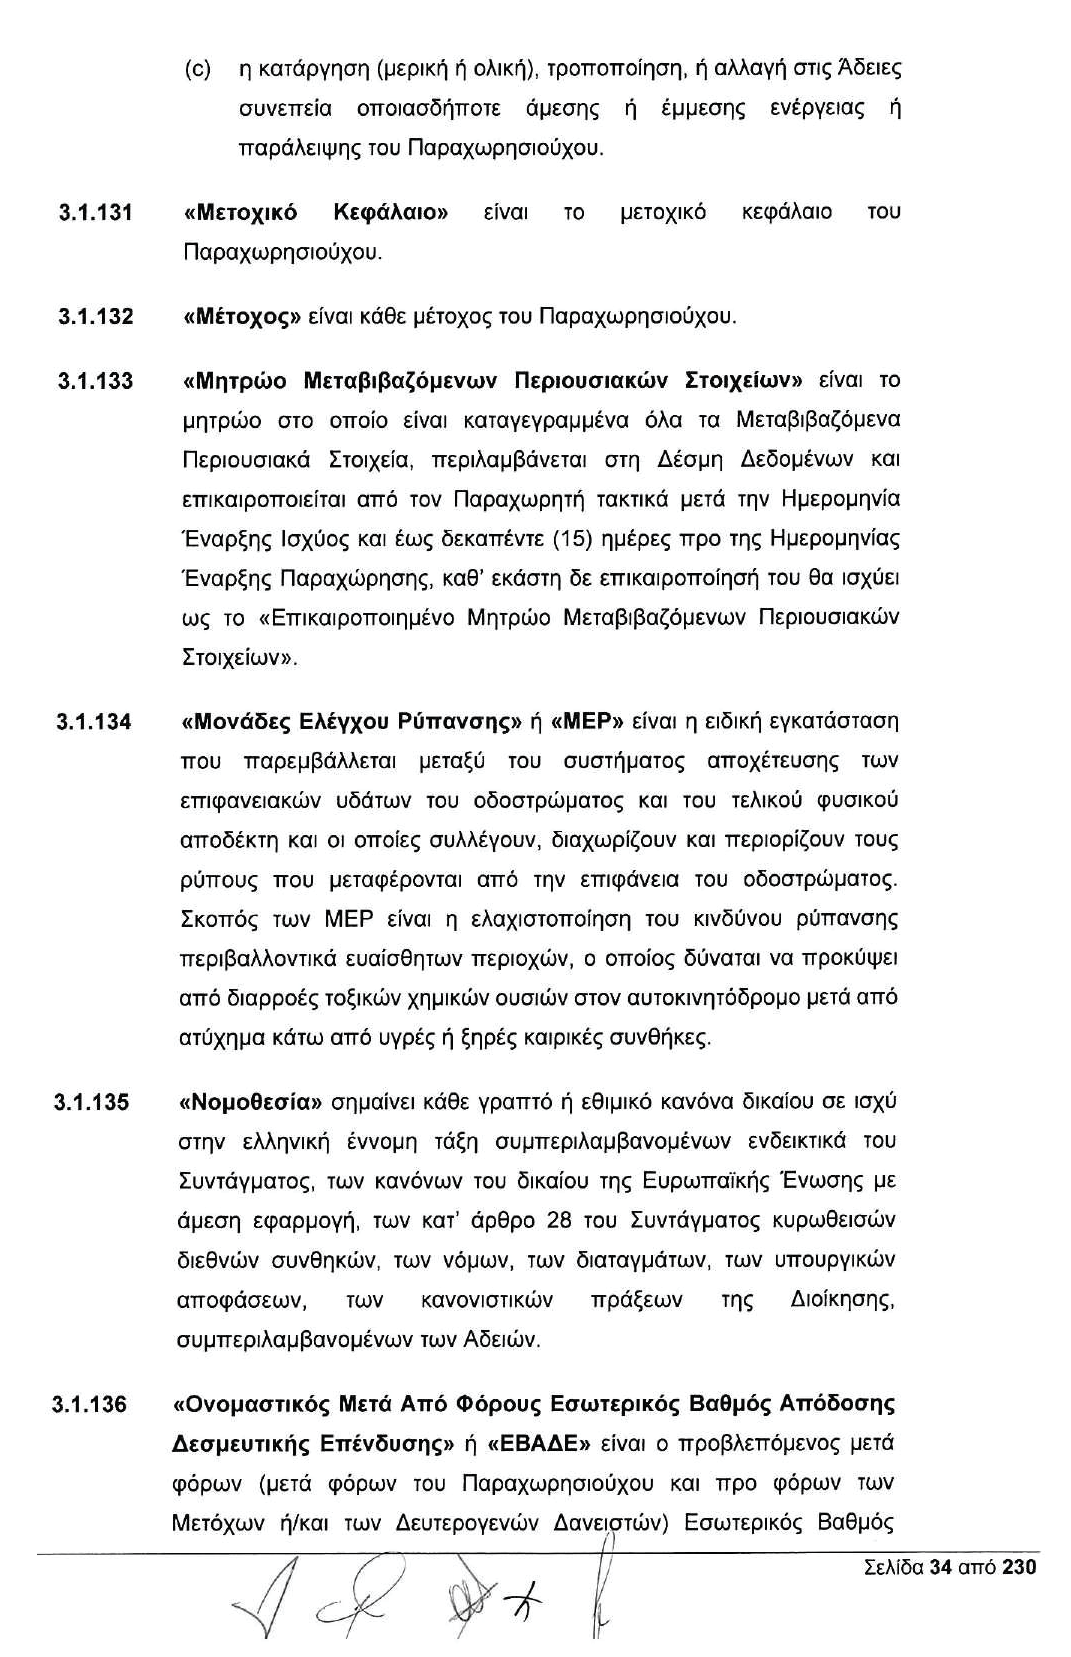 (c) η κατάργηση (μερική ή ολική), τροποποίηση, ή αλλαγή στις Άδειες
συνεπεία οποιασδήποτε άμεσης ή έμμεσης ενέργειας ή
παράλειψης του Παραχωρησιούχου.
3.1.131 «Μετοχικό Κεφάλαιο» είναι το μετοχικό κεφάλαιο του
Παραχωρησιούχου.
3.1.132 «Μέτοχος» είναι κάθε μέτοχος του Παραχωρησιούχου.
3.1.133 «Μητρώο Μεταβιβαζόμενων Περιουσιακών Στοιχείων» είναι το
μητρώο στο οποίο είναι καταγεγραμμένα όλα τα Μεταβιβαζόμενα
Περιουσιακά Στοιχεία, περιλαμβάνεται στη Δέσμη Δεδομένων και
επικαιροποιείται από τον Παραχωρητή τακτικά μετά την Ημερομηνία
Έναρξης Ισχύος και έως δεκαπέντε (15) ημέρες προ της Ημερομηνίας
Έναρξης Παραχώρησης, καθ’ εκάστη δε επικαιροποίησή του θα ισχύει
ως το «Επικαιροποιημένο Μητρώο Μεταβιβαζόμενων Περιουσιακών
Στοιχείων».
3.1.134 «Μονάδες Ελέγχου Ρύπανσης» ή «ΜΕΡ» είναι η ειδική εγκατάσταση
που παρεμβάλλεται μεταξύ του συστήματος αποχέτευσης των
επιφανειακών υδάτων του οδοστρώματος και του τελικού φυσικού
αποδέκτη και οι οποίες συλλέγουν, διαχωρίζουν και περιορίζουν τους
ρύπους που μεταφέρονται από την επιφάνεια του οδοστρώματος.
Σκοπός των ΜΕΡ είναι η ελαχιστοποίηση του κινδύνου ρύπανσης
περιβαλλοντικά ευαίσθητων περιοχών, ο οποίος δύναται να προκύψει
από διαρροές τοξικών χημικών ουσιών στον αυτοκινητόδρομο μετά από
ατύχημα κάτω από υγρές ή ξηρές καιρικές συνθήκες.
3.1.135 «Νομοθεσία» σημαίνει κάθε γραπτό ή εθιμικό κανόνα δικαίου σε ισχύ
στην ελληνική έννομη τάξη συμπεριλαμβανομένων ενδεικτικά του
Συντάγματος, των κανόνων του δικαίου της Ευρωπαϊκής Ένωσης με
άμεση εφαρμογή, των κατ’ άρθρο 28 του Συντάγματος κυρωθεισών
διεθνών συνθηκών, των νόμων, των διαταγμάτων, των υπουργικών
αποφάσεων, των κανονιστικών πράξεων της Διοίκησης,
συμπεριλαμβανομένων των Αδειών.
3.1.136 «Ονομαστικός Μετά Από Φόρους Εσωτερικός Βαθμός Απόδοσης
Δεσμευτικής Επένδυσης» ή «ΕΒΑΔΕ» είναι ο προβλεπόμενος μετά
φόρων (μετά φόρων του Παραχωρησιούχου και προ φόρων των
Μετόχων ή/και των Δευτερογενών Δανειστών) Εσωτερικός Βαθμός
Σελίδα 34 από 230